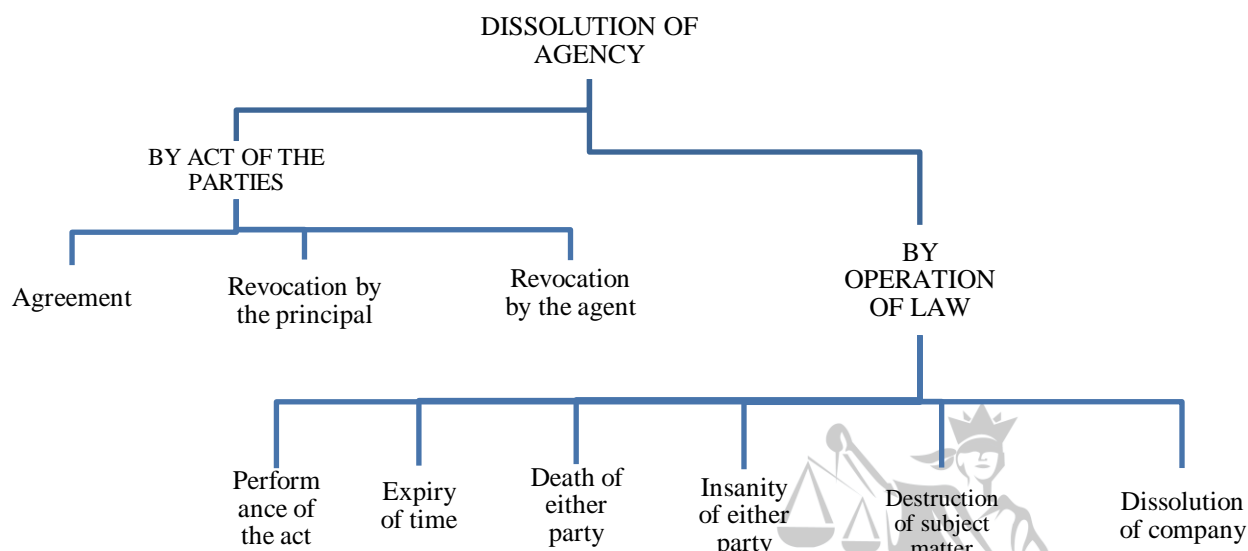 DISSOLUTION OF
AGENCY
BY ACT OF THE
PARTIES
Agreement
Revocation by
the principal
Revocation
by the agent
BY
OPERATION
OF LAW
Perform
ance of
the act
Expiry
of time
Death of
either
party
Insanity
of either
party
Destruction
of subject
matter
Dissolution
of company